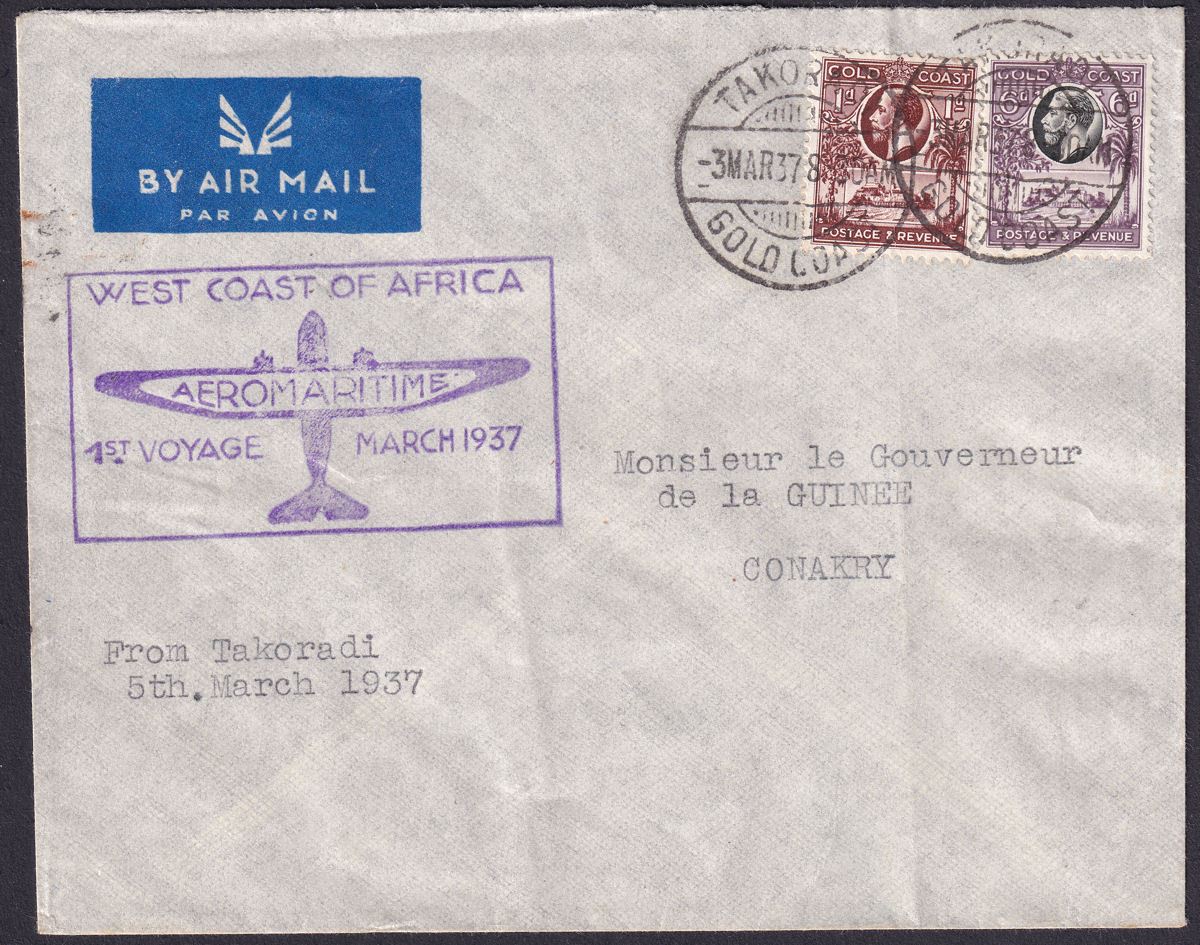 BY AIR MAIL
PAR AVION
GOLD COAST
1d 1d
POSTAGE & REVENUE
GOLD COAST
6d 6d
POSTAGE & REVENUE
-3MAR37 8
GOLD COA
WEST COAST OF AFRICA
AEROMARITIME
1ST VOYAGE MARCH 1937
Monsieur le Gouverneur
de la GUINEE
CONAKRY
From Takoradi
5th. March 1937